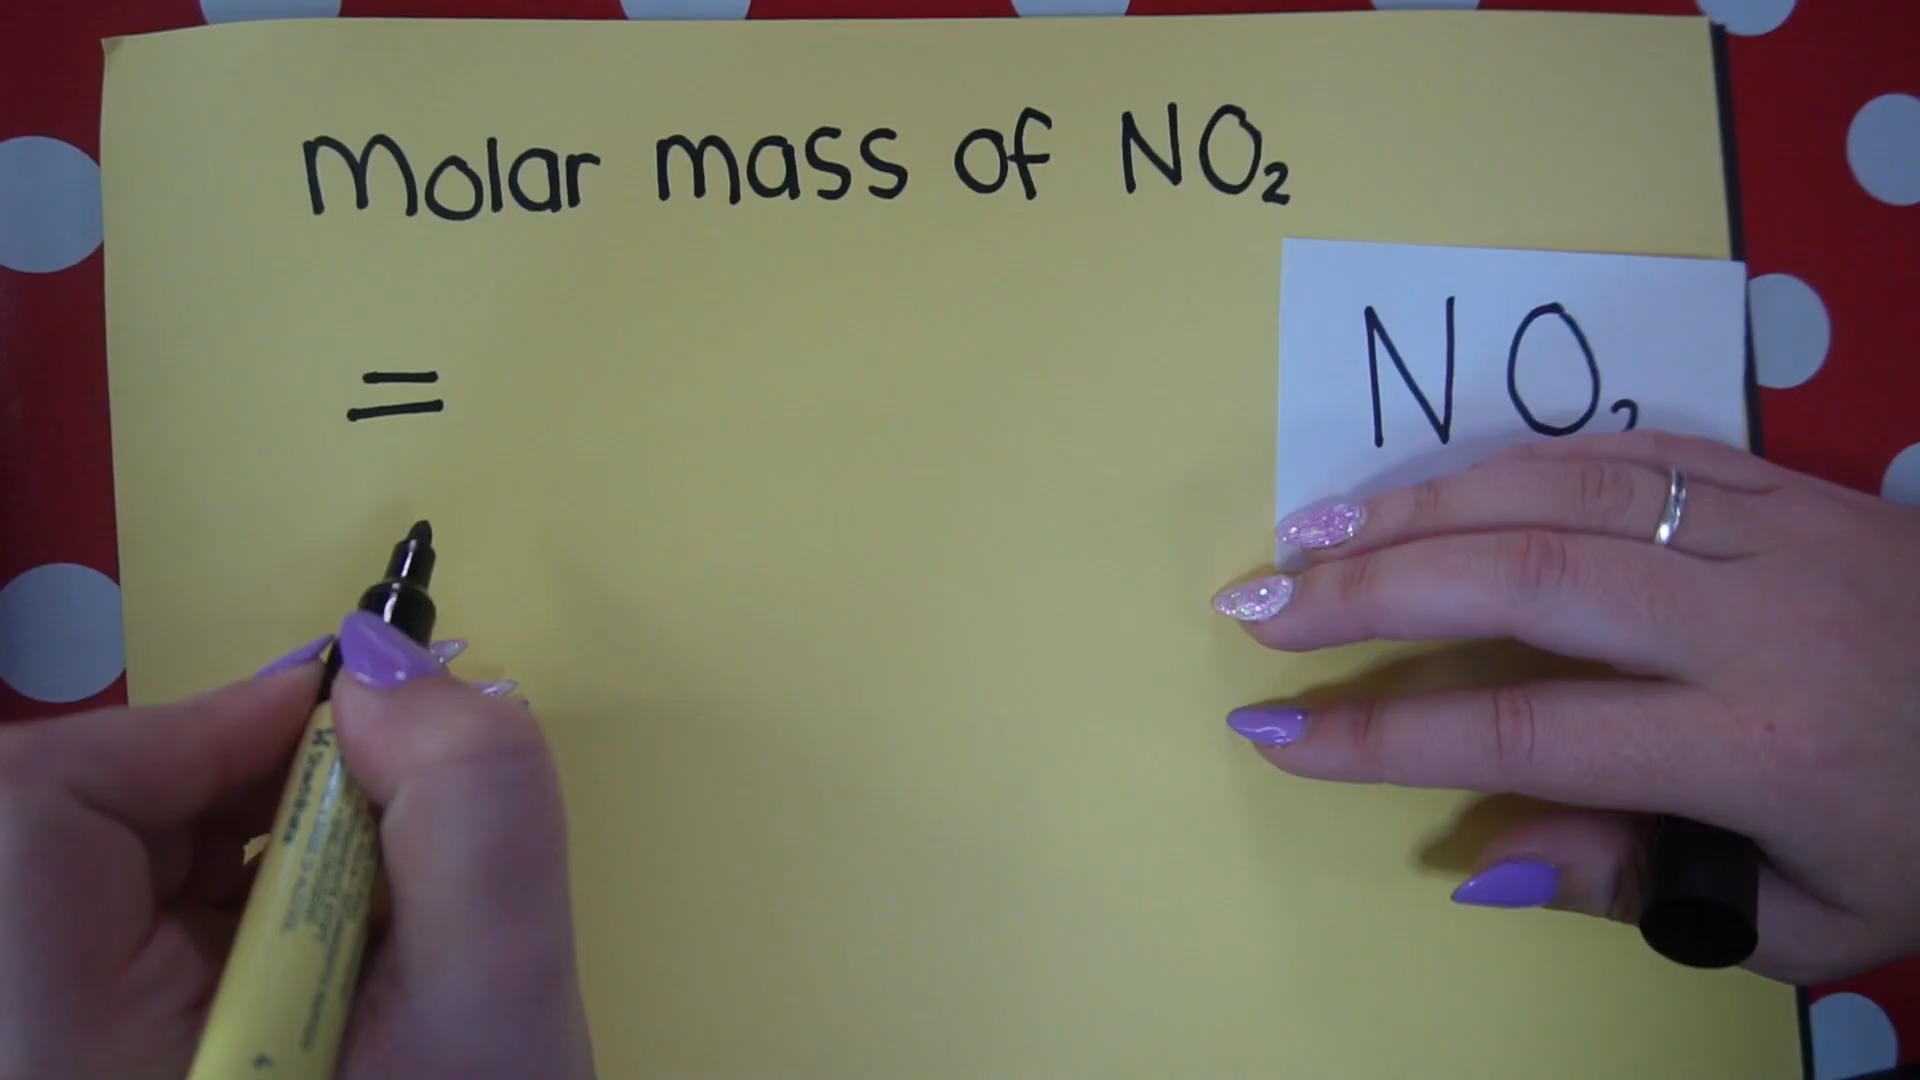 Molar mass of NO₂
NO₂
=